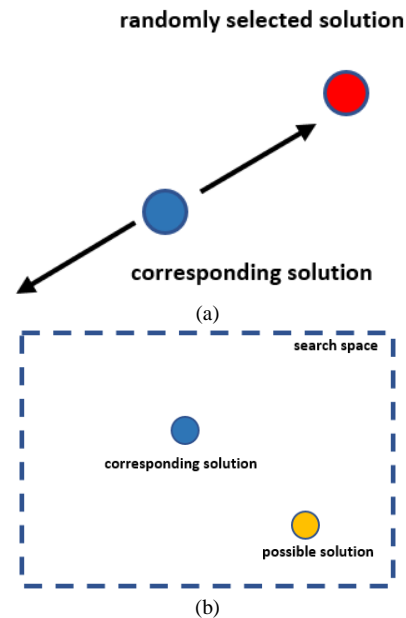 randomly selected solution
corresponding solution
(a)
search space
corresponding solution
possible solution
(b)